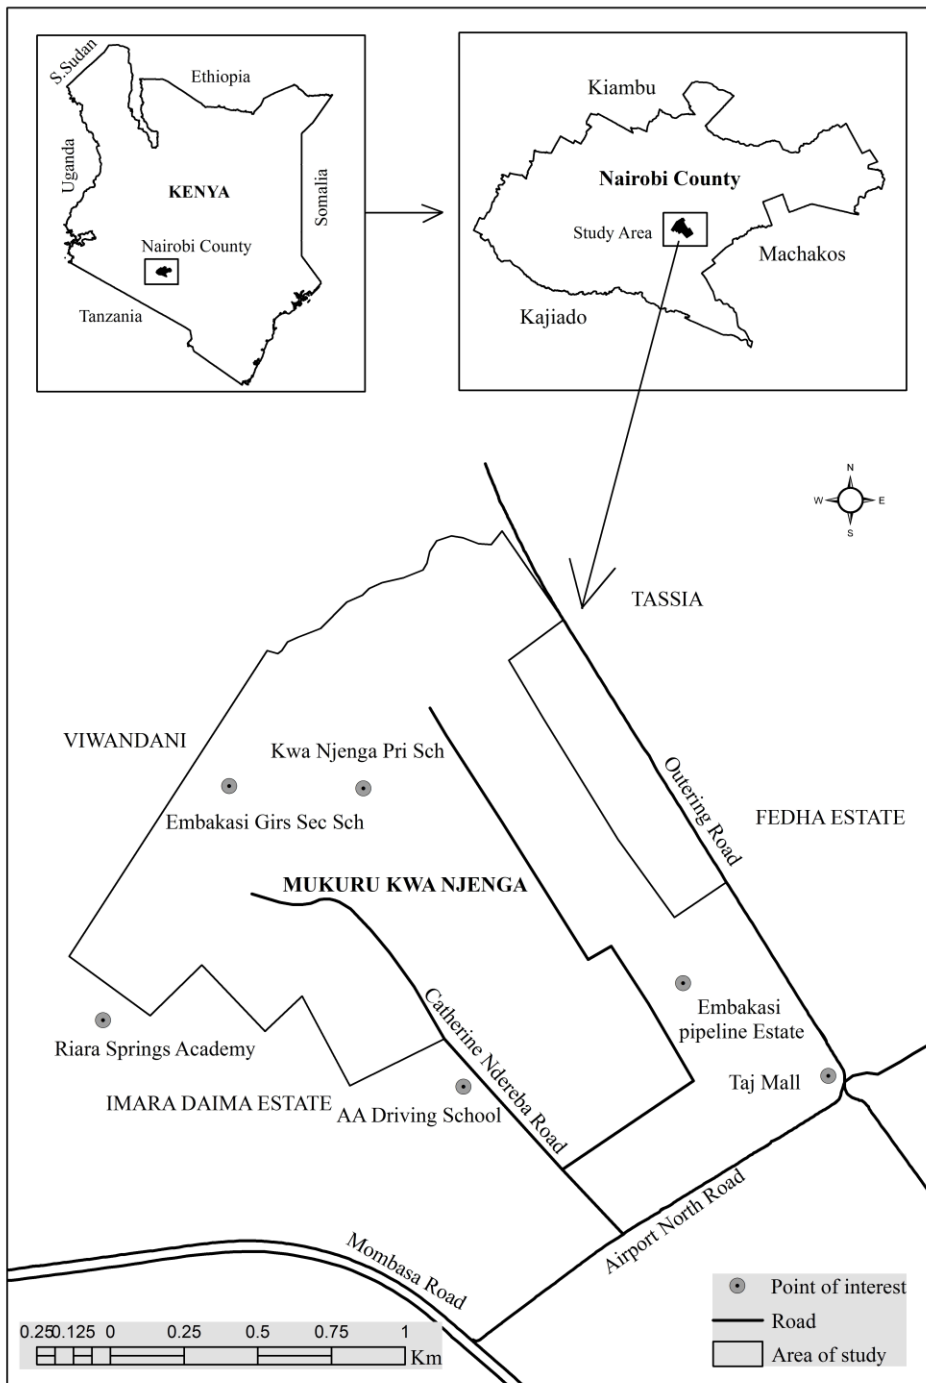 S.Sudan
Ethiopia
Uganda
KENYA
Somalia
Nairobi County
Tanzania
Kiambu
Nairobi County
Study Area
Machakos
Kajiado
N
W
E
S
TASSIA
VIWANDANI
Kwa Njenga Pri Sch
Embakasi Girs Sec Sch
Outering Road
FEDHA ESTATE
MUKURU KWA NJENGA
Catherine Ndereba Road
Embakasi
pipeline Estate
Riara Springs Academy
Taj Mall
IMARA DAIMA ESTATE
AA Driving School
Airport North Road
Mombasa Road
Point of interest
Road
Area of study
0.25 0.125 0 0.25 0.5 0.75 1
Km